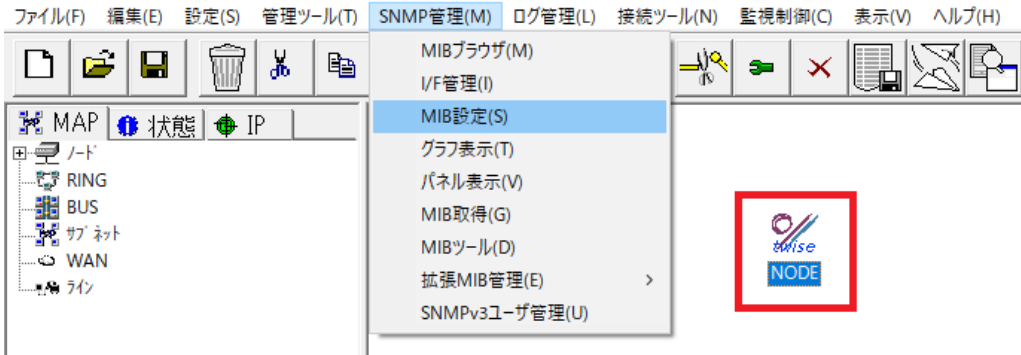 ファイル(F) 編集(E) 設定(S) 管理ツール(T) SNMP管理(M) ログ管理(L) 接続ツール(N) 監視制御(C) 表示(V) ヘルプ(H)
MIBブラウザ(M)
I/F管理(I)
MIB設定(S)
グラフ表示(T)
パネル表示(V)
MIB取得(G)
MIBツール(D)
拡張MIB管理(E)
SNMPv3ユーザ管理(U)
MAP 状態 IP
ノード
RING
BUS
サブネット
WAN
ライン
twise
NODE